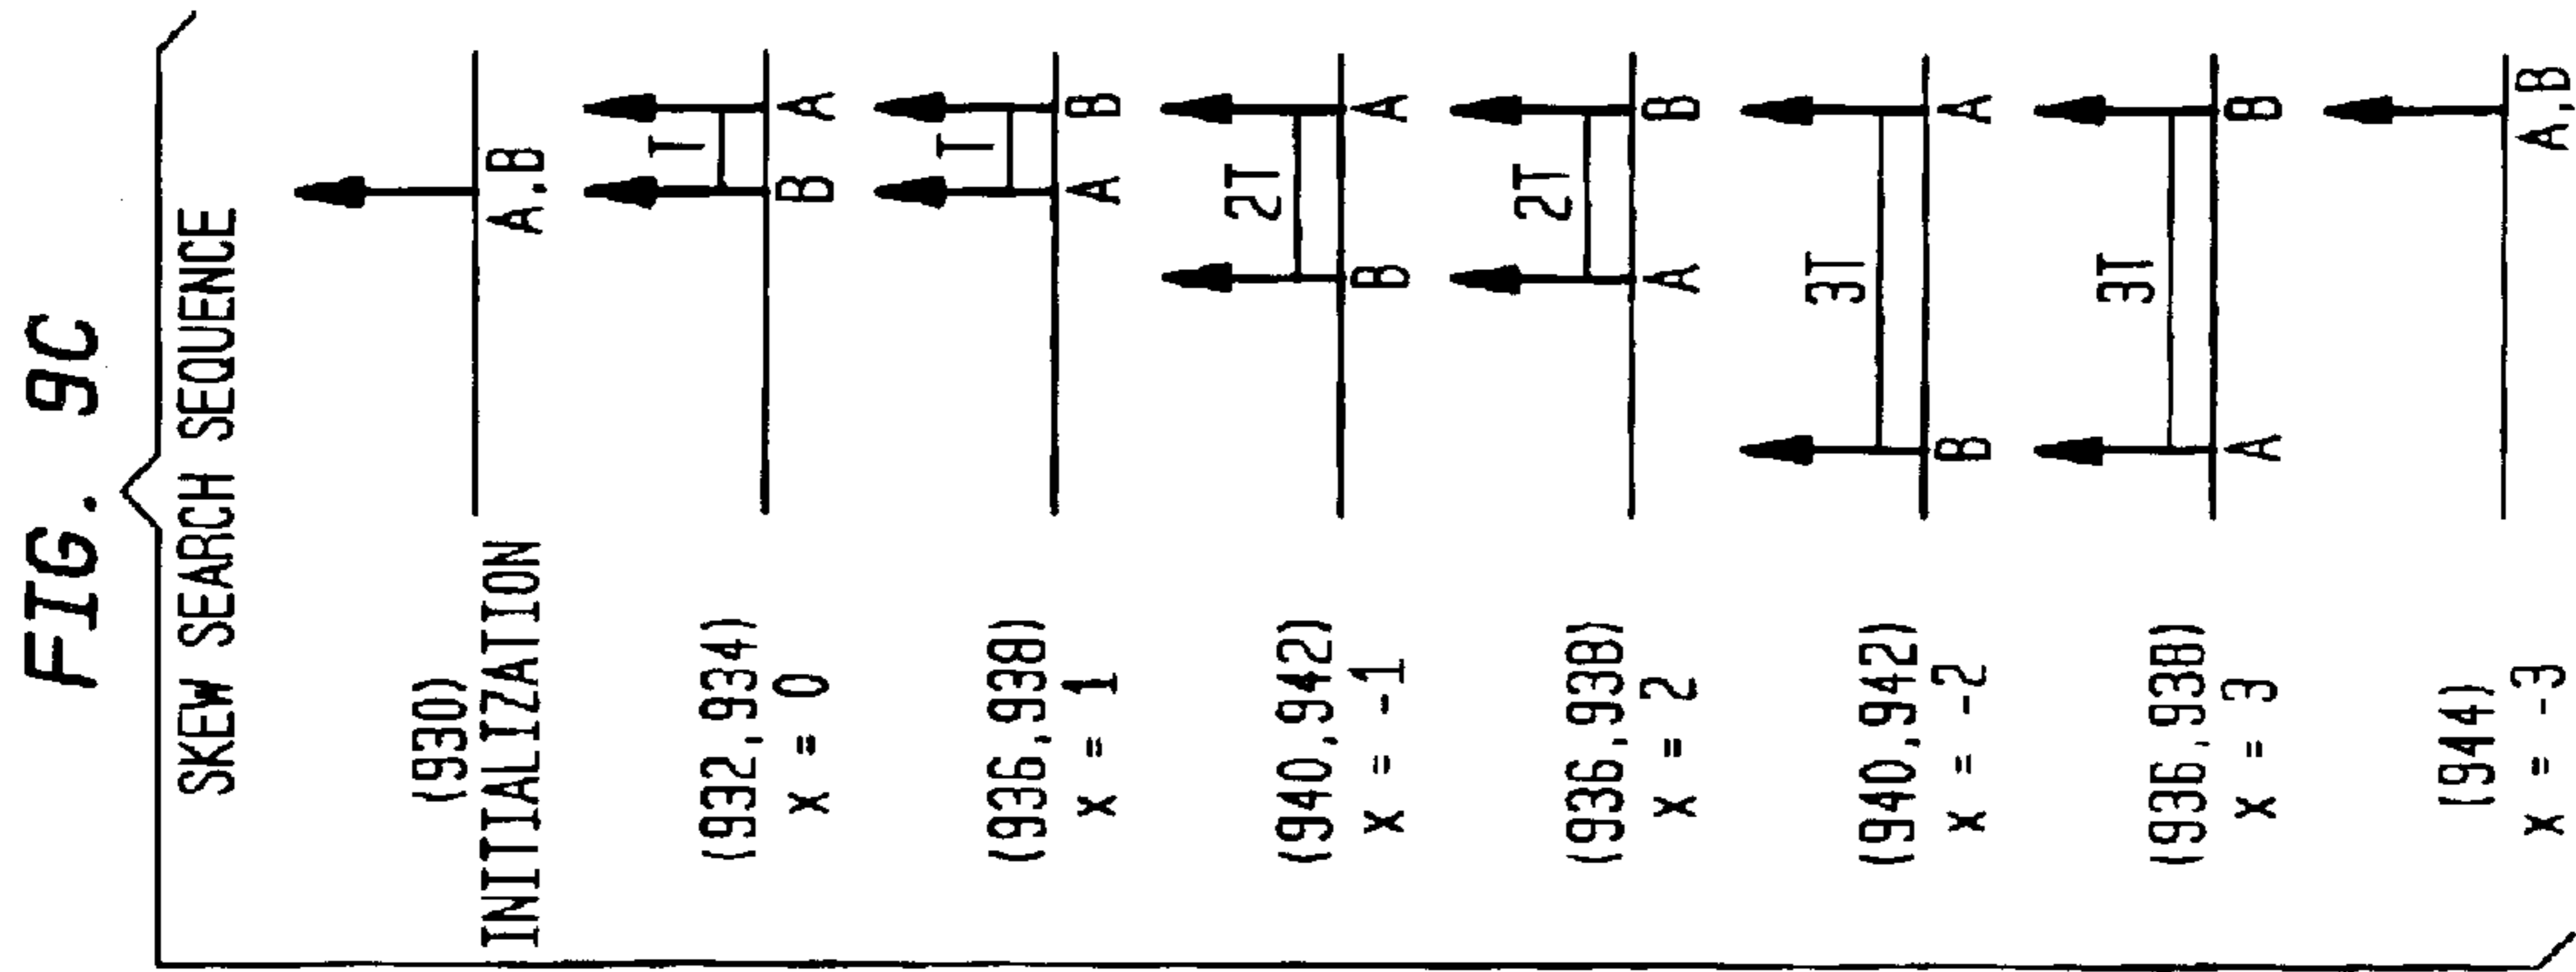 FIG. 9C
SKEW SEARCH SEQUENCE
(930)
INITIALIZATION
A,B
(932,934)
X = 0
T
B A
(936,938)
X = 1
T
A B
(940,942)
X = -1
2T
B A
(936,938)
X = 2
2T
A B
(940,942)
X = -2
3T
B A
(936,938)
X = 3
3T
A B
(944)
X = -3
A,B